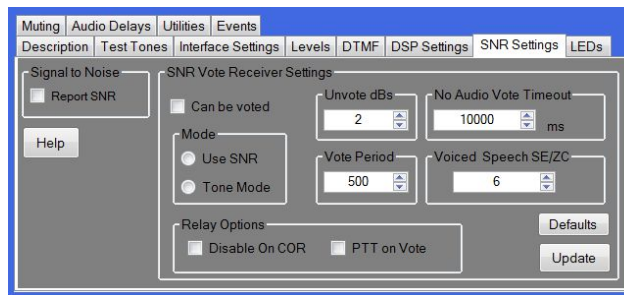 Muting Audio Delays Utilities Events
Description Test Tones Interface Settings Levels DTMF DSP Settings SNR Settings LEDs
Signal to Noise
Report SNR
Help
SNR Vote Receiver Settings
Can be voted
Mode
Use SNR
Tone Mode
Unvote dBs
2
No Audio Vote Timeout
10000 ms
Vote Period
500
Voiced Speech SE/ZC
6
Relay Options
Disable On COR PTT on Vote
Defaults
Update